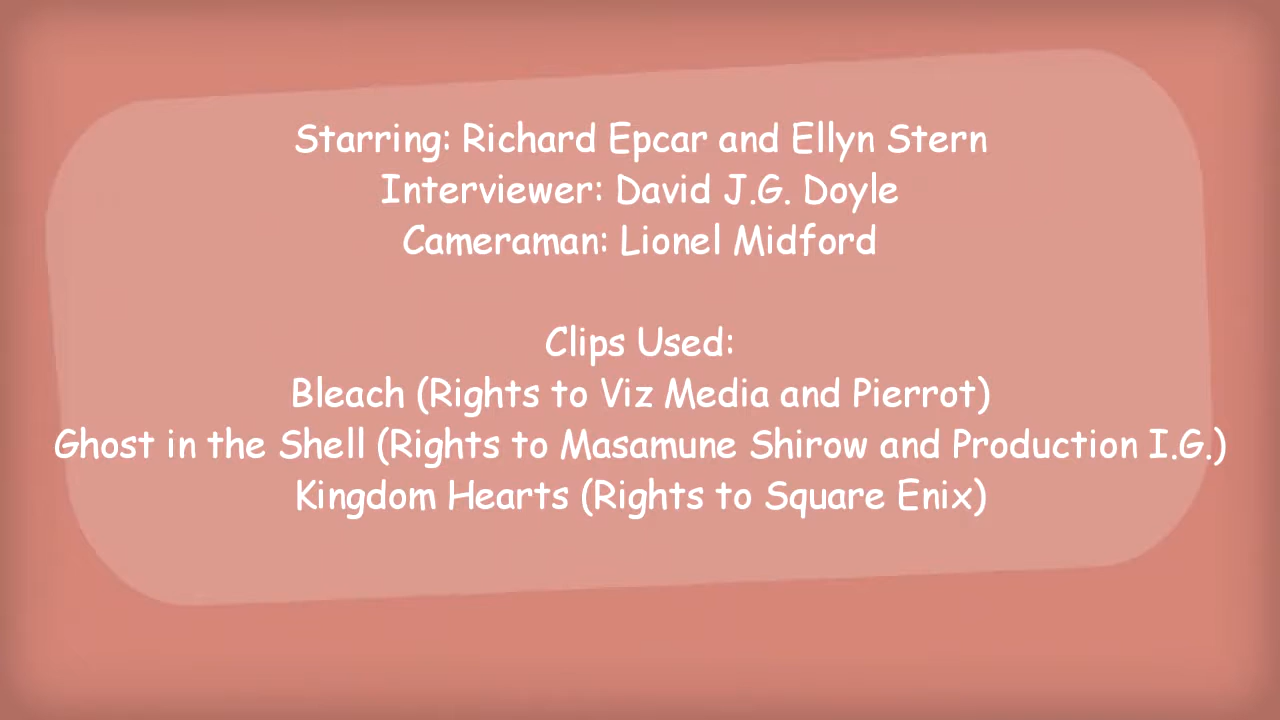 Starring: Richard Epcar and Ellyn Stern
Interviewer: David J.G. Doyle
Cameraman: Lionel Midford
Clips Used:
Bleach (Rights to Viz Media and Pierrot)
Ghost in the Shell (Rights to Masamune Shirow and Production I.G.)
Kingdom Hearts (Rights to Square Enix)